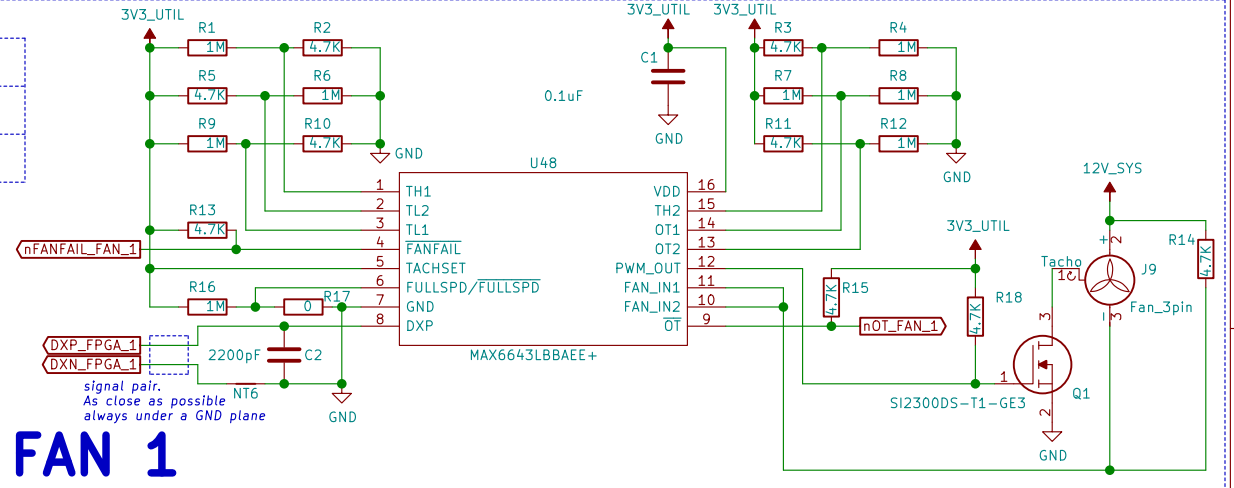 3V3_UTIL
R1
1M
R2
4.7K
R5
4.7K
R6
1M
R9
1M
R10
4.7K
GND
3V3_UTIL
C1
0.1uF
GND
3V3_UTIL
R3
4.7K
R4
1M
R7
1M
R8
1M
R11
4.7K
R12
1M
GND
U48
1 TH1
2 TL2
3 TL1
4 FANFAIL
5 TACHSET
6 FULLSPD/FULLSPD
7 GND
8 DXP
VDD 16
TH2 15
OT1 14
OT2 13
PWM_OUT 12
FAN_IN1 11
FAN_IN2 10
OT 9
MAX6643LBBAEE+
R13
4.7K
nFANFAIL_FAN_1
R16
1M
R17
0
DXP_FPGA_1
DXN_FPGA_1
2200pF C2
NT6
GND
signal pair.
As close as possible
always under a GND plane
FAN 1
R15
4.7K
nOT_FAN_1
3V3_UTIL
R18
4.7K
SI2300DS-T1-GE3
1
3
2
Q1
GND
12V_SYS
+
2
Tacho
1
J9
Fan_3pin
3
R14
4.7K